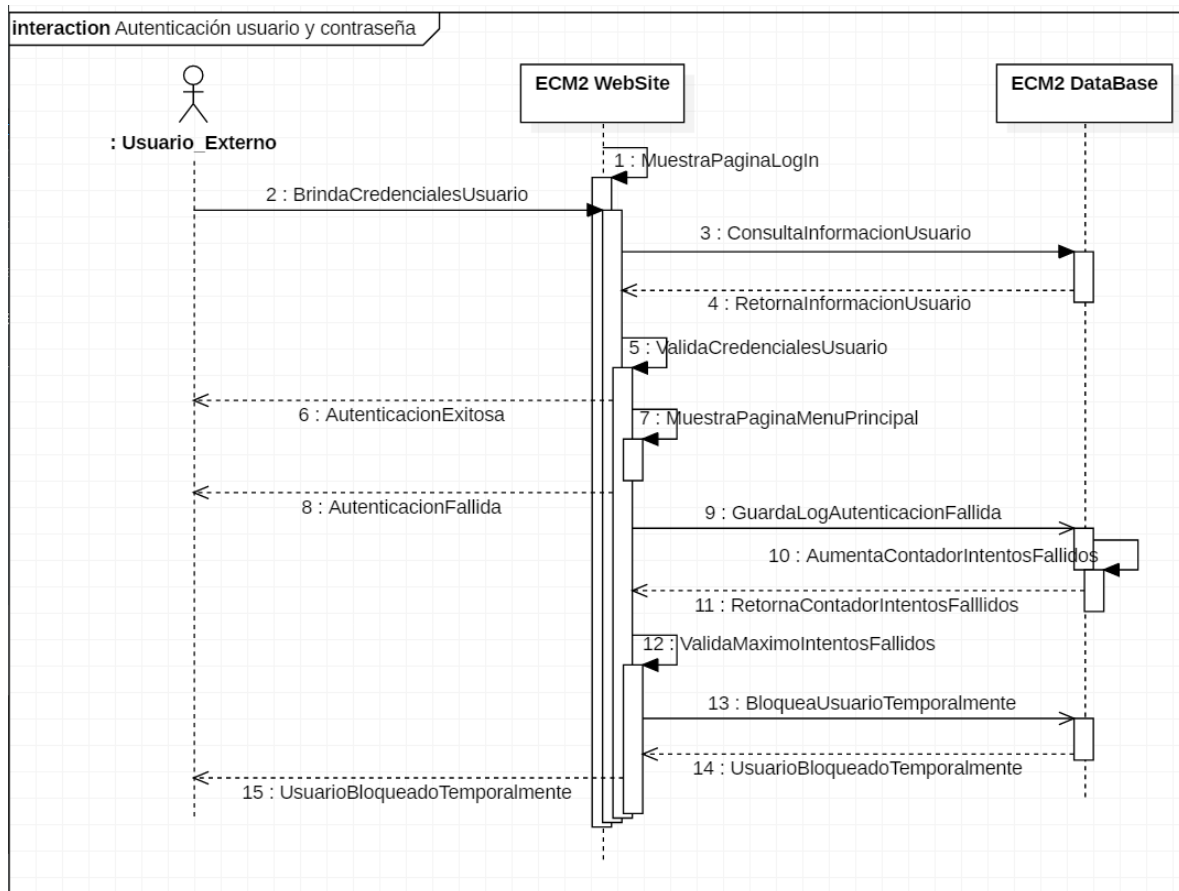 interaction Autenticación usuario y contraseña
ECM2 WebSite
ECM2 DataBase
: Usuario_Externo
1 : MuestraPaginaLogIn
2 : BrindaCredencialesUsuario
3 : ConsultaInformacionUsuario
4 : RetornaInformacionUsuario
5 : ValidaCredencialesUsuario
6 : AutenticacionExitosa
7 : MuestraPaginaMenuPrincipal
8 : AutenticacionFallida
9 : GuardaLogAutenticacionFallida
10 : AumentaContadorIntentosFallidos
11 : RetornaContadorIntentosFalllidos
12 : ValidaMaximoIntentosFallidos
13 : BloqueaUsuarioTemporalmente
14 : UsuarioBloqueadoTemporalmente
15 : UsuarioBloqueadoTemporalmente